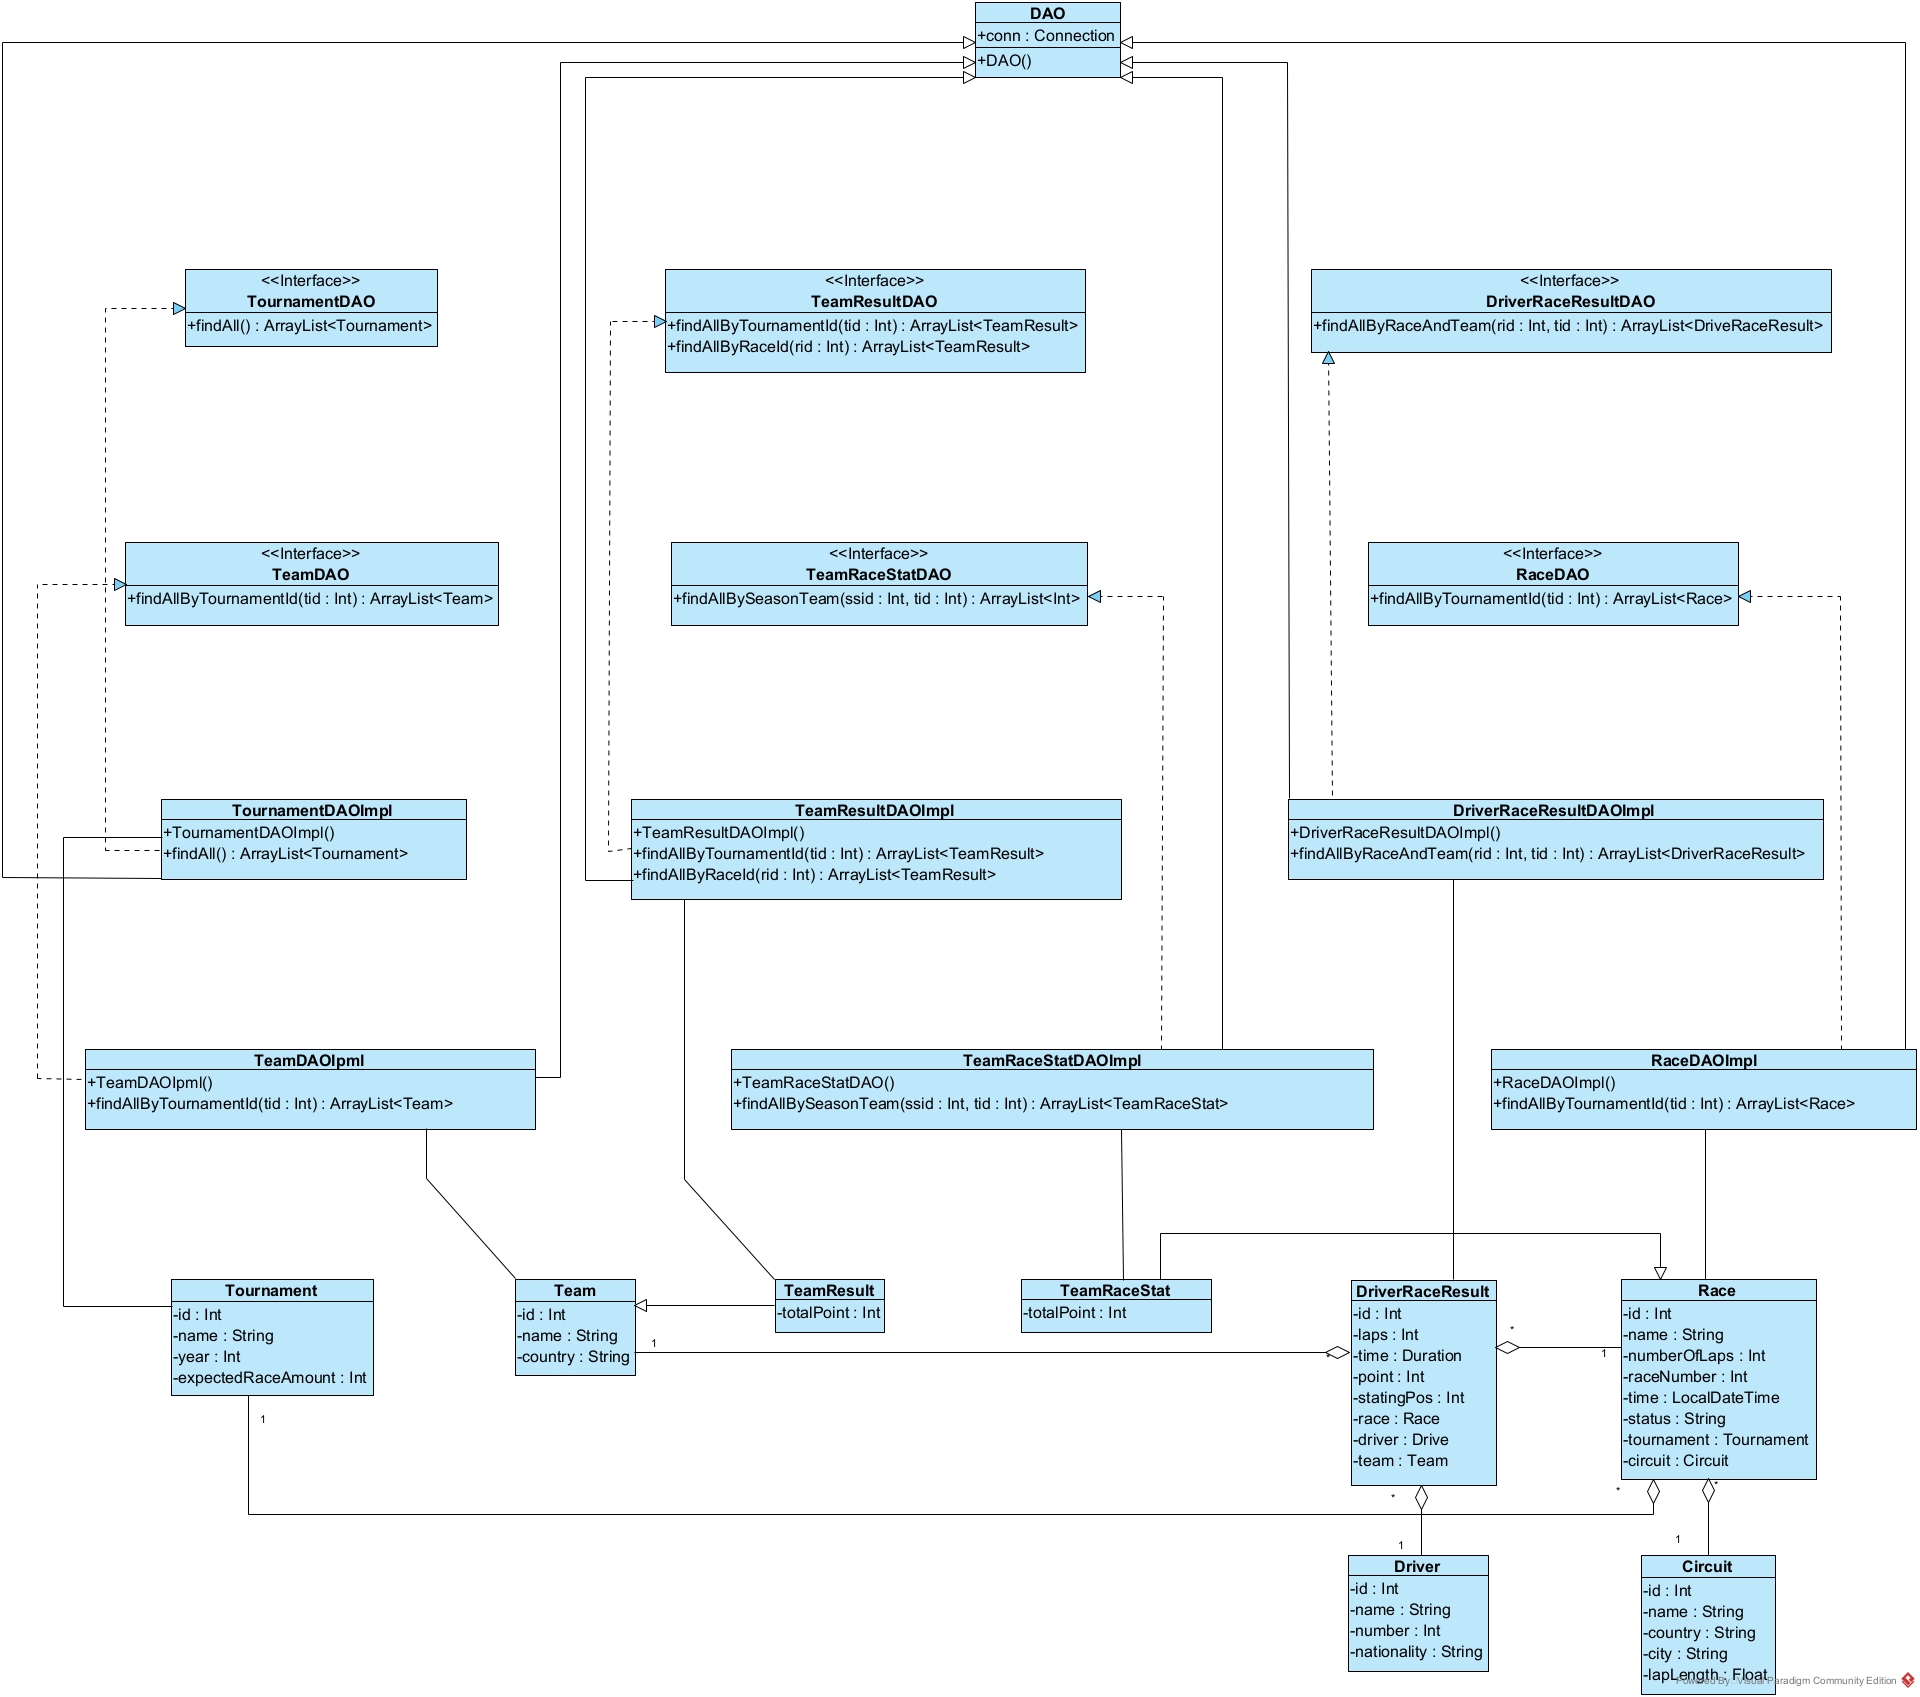 DAO
+conn : Connection
+DAO()
<<Interface>>
TournamentDAO
+findAll() : ArrayList<Tournament>
<<Interface>>
TeamResultDAO
+findAllByTournamentId(tid : Int) : ArrayList<TeamResult>
+findAllByRaceId(rid : Int) : ArrayList<TeamResult>
<<Interface>>
DriverRaceResultDAO
+findAllByRaceAndTeam(rid : Int, tid : Int) : ArrayList<DriveRaceResult>
<<Interface>>
TeamDAO
+findAllByTournamentId(tid : Int) : ArrayList<Team>
<<Interface>>
TeamRaceStatDAO
+findAllBySeasonTeam(ssid : Int, tid : Int) : ArrayList<Int>
<<Interface>>
RaceDAO
+findAllByTournamentId(tid : Int) : ArrayList<Race>
TournamentDAOImpl
+TournamentDAOImpl()
+findAll() : ArrayList<Tournament>
TeamResultDAOImpl
+TeamResultDAOImpl()
+findAllByTournamentId(tid : Int) : ArrayList<TeamResult>
+findAllByRaceId(rid : Int) : ArrayList<TeamResult>
DriverRaceResultDAOImpl
+DriverRaceResultDAOImpl()
+findAllByRaceAndTeam(rid : Int, tid : Int) : ArrayList<DriverRaceResult>
TeamDAOIpml
+TeamDAOIpml()
+findAllByTournamentId(tid : Int) : ArrayList<Team>
TeamRaceStatDAOImpl
+TeamRaceStatDAO()
+findAllBySeasonTeam(ssid : Int, tid : Int) : ArrayList<TeamRaceStat>
RaceDAOImpl
+RaceDAOImpl()
+findAllByTournamentId(tid : Int) : ArrayList<Race>
Tournament
-id : Int
-name : String
-year : Int
-expectedRaceAmount : Int
1
Team
-id : Int
-name : String
-country : String
1
TeamResult
-totalPoint : Int
TeamRaceStat
-totalPoint : Int
*
DriverRaceResult
-id : Int
-laps : Int
-time : Duration
-point : Int
-statingPos : Int
-race : Race
-driver : Drive
-team : Team
*
1
Race
-id : Int
-name : String
-numberOfLaps : Int
-raceNumber : Int
-time : LocalDateTime
-status : String
-tournament : Tournament
-circuit : Circuit
*
*
*
1
1
Driver
-id : Int
-name : String
-number : Int
-nationality : String
Circuit
-id : Int
-name : String
-country : String
-city : String
-lapLength : Float
Powered By: Visual Paradigm Community Edition